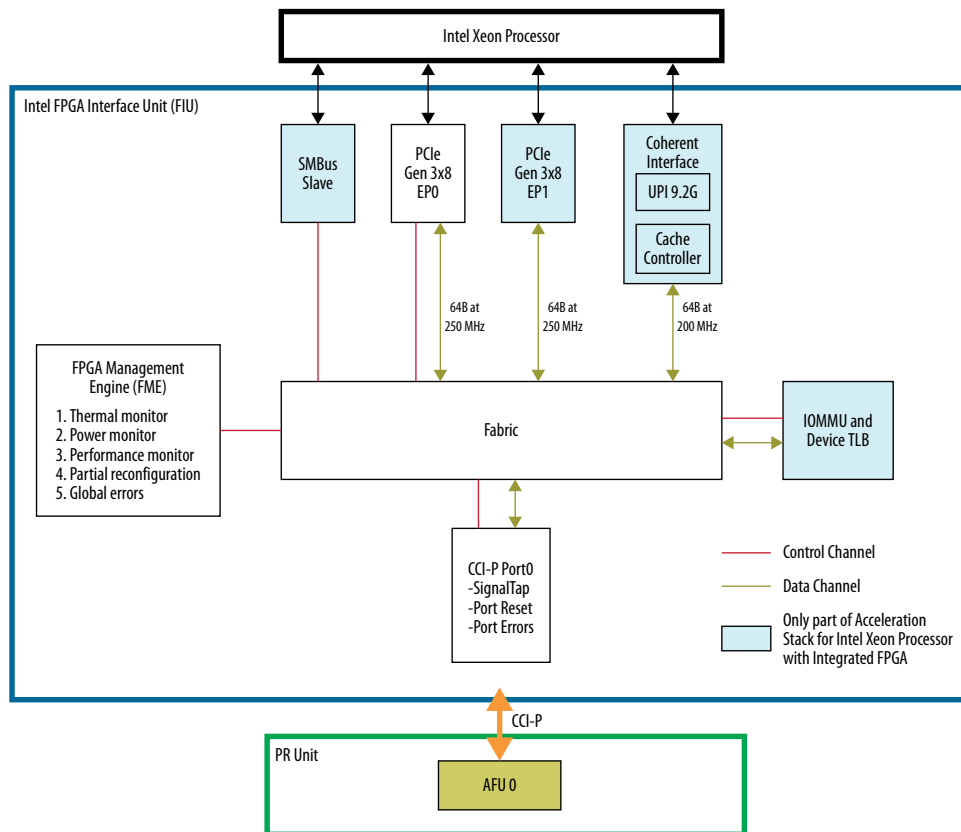 Intel Xeon Processor
Intel FPGA Interface Unit (FIU)
SMBus
Slave
PCIe
Gen 3x8
EP0
PCIe
Gen 3x8
EP1
Coherent
Interface
UPI 9.2G
Cache
Controller
64B at
250 MHz
64B at
250 MHz
64B at
200 MHz
FPGA Management
Engine (FME)
1. Thermal monitor
2. Power monitor
3. Performance monitor
4. Partial reconfiguration
5. Global errors
Fabric
IOMMU and
Device TLB
CCI-P Port0
-SignalTap
-Port Reset
-Port Errors
Control Channel
Data Channel
Only part of Acceleration
Stack for Intel Xeon Processor
with Integrated FPGA
CCI-P
PR Unit
AFU 0